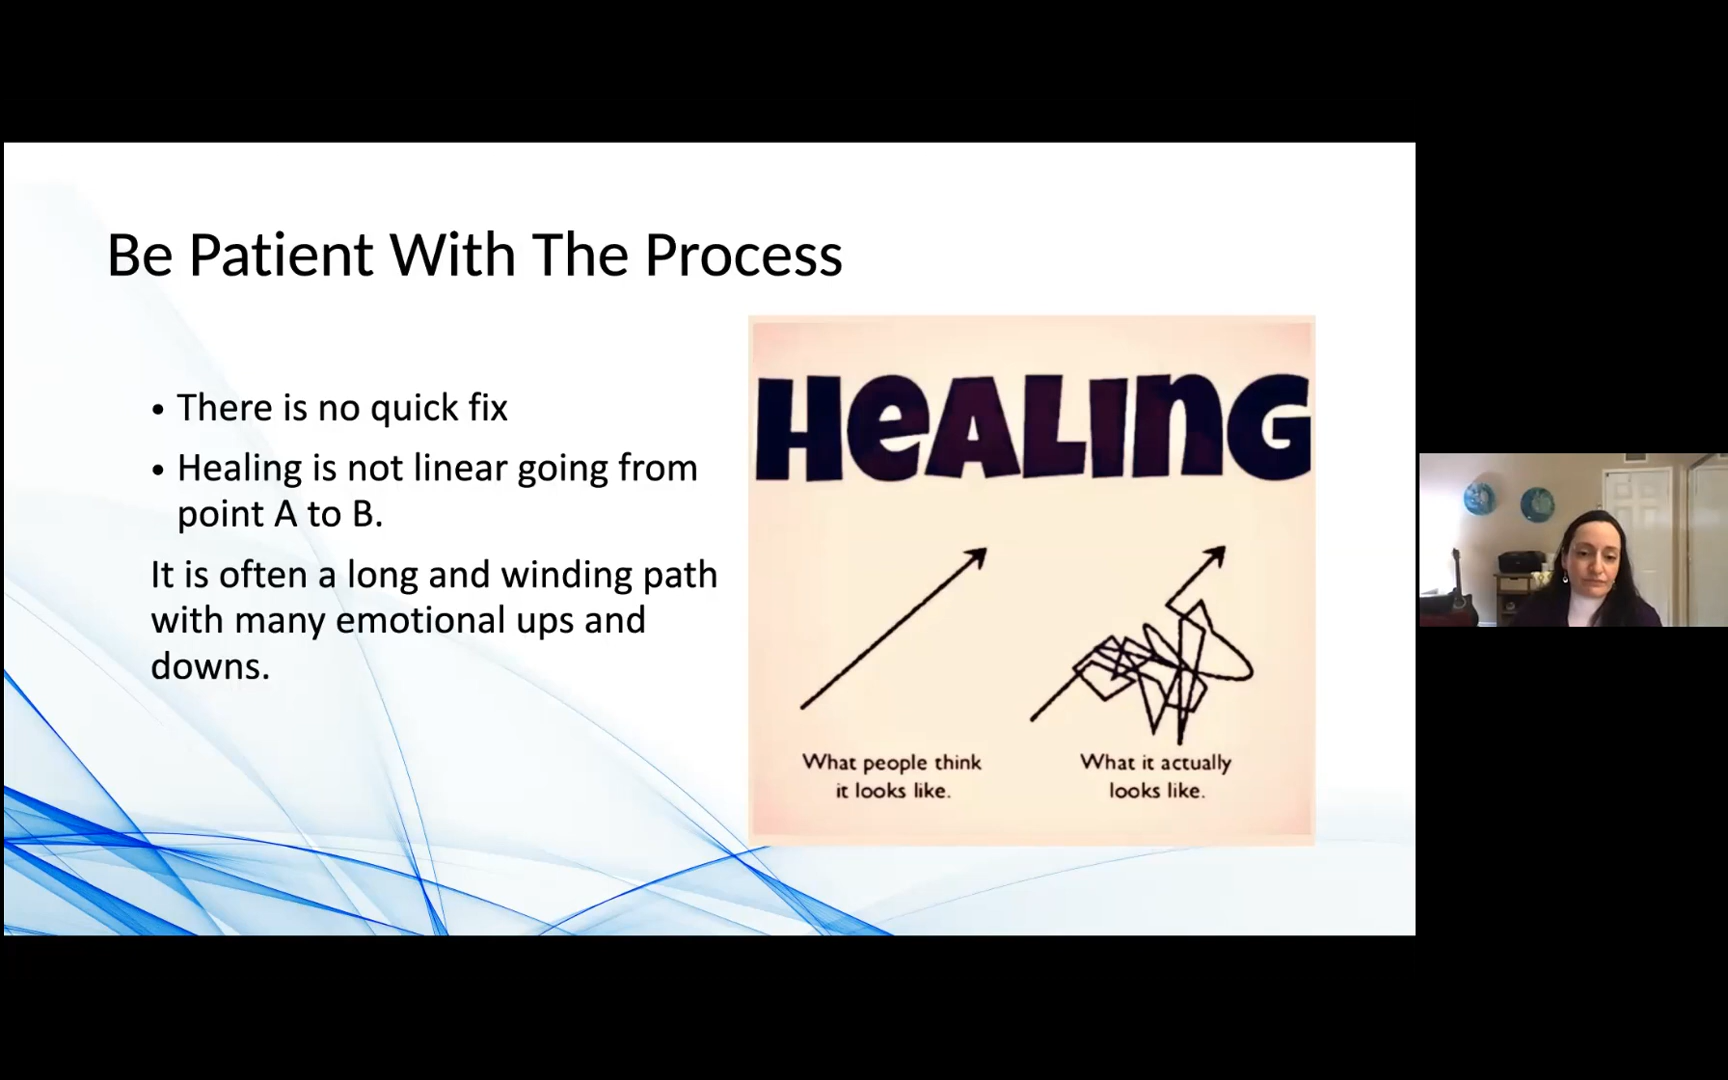 Be Patient With The Process
• There is no quick fix
• Healing is not linear going from
point A to B.
It is often a long and winding path
with many emotional ups and
downs.
HeALinG
What people think
it looks like.
What it actually
looks like.